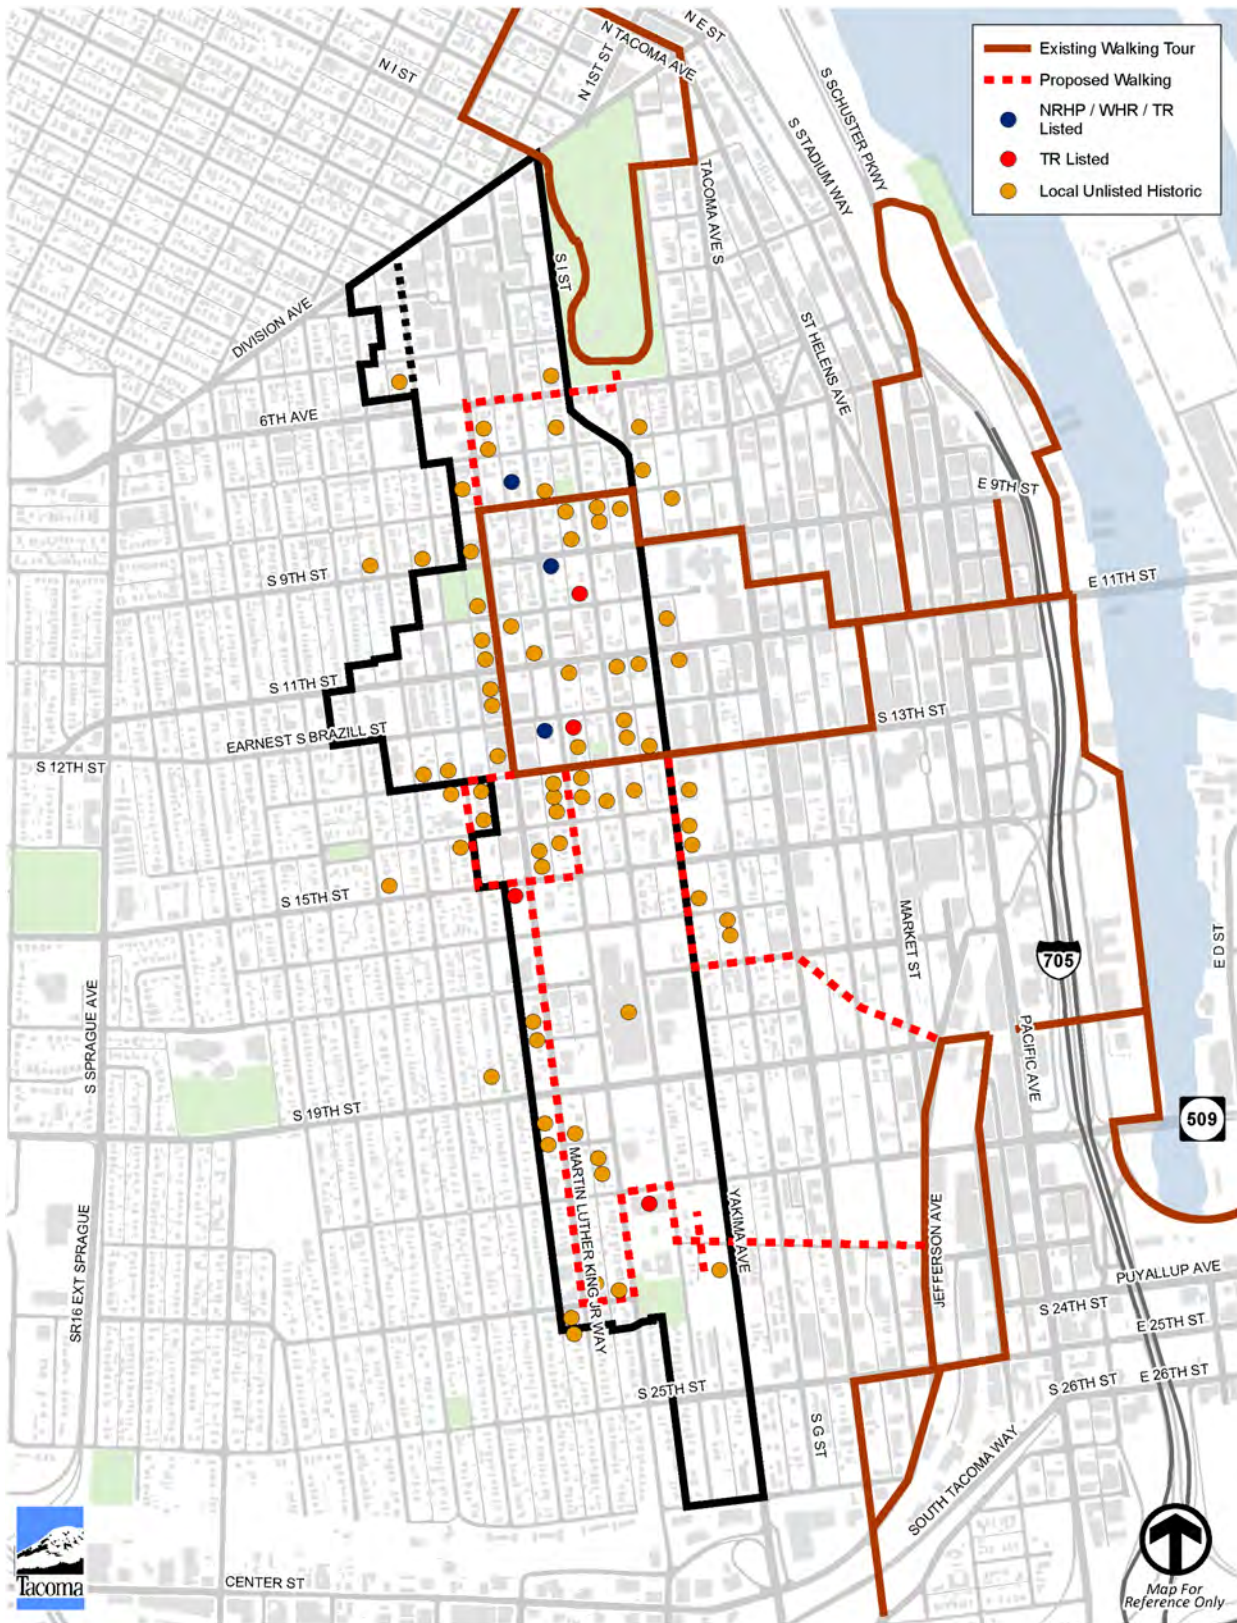 Existing Walking Tour
Proposed Walking
NRHP / WHR / TR
Listed
TR Listed
Local Unlisted Historic
N E ST
N TACOMA AVE
N 1ST ST
N I ST
S SCHUSTER PKWY
S STADIUM WAY
TACOMA AVE S
S I ST
DIVISION AVE
ST HELENS AVE
6TH AVE
E 9TH ST
S 9TH ST
E 11TH ST
S 11TH ST
EARNEST S BRAZILL ST
S 13TH ST
S 12TH ST
S 15TH ST
MARKET ST
705
E D ST
S SPRAGUE AVE
PACIFIC AVE
S 19TH ST
509
MARTIN LUTHER KING JR WAY
YAKIMA AVE
JEFFERSON AVE
SR16 EXT SPRAGUE
PUYALLUP AVE
S 24TH ST
E 25TH ST
S 25TH ST
S 26TH ST
E 26TH ST
S G ST
SOUTH TACOMA WAY
Tacoma
CENTER ST
Map For
Reference Only